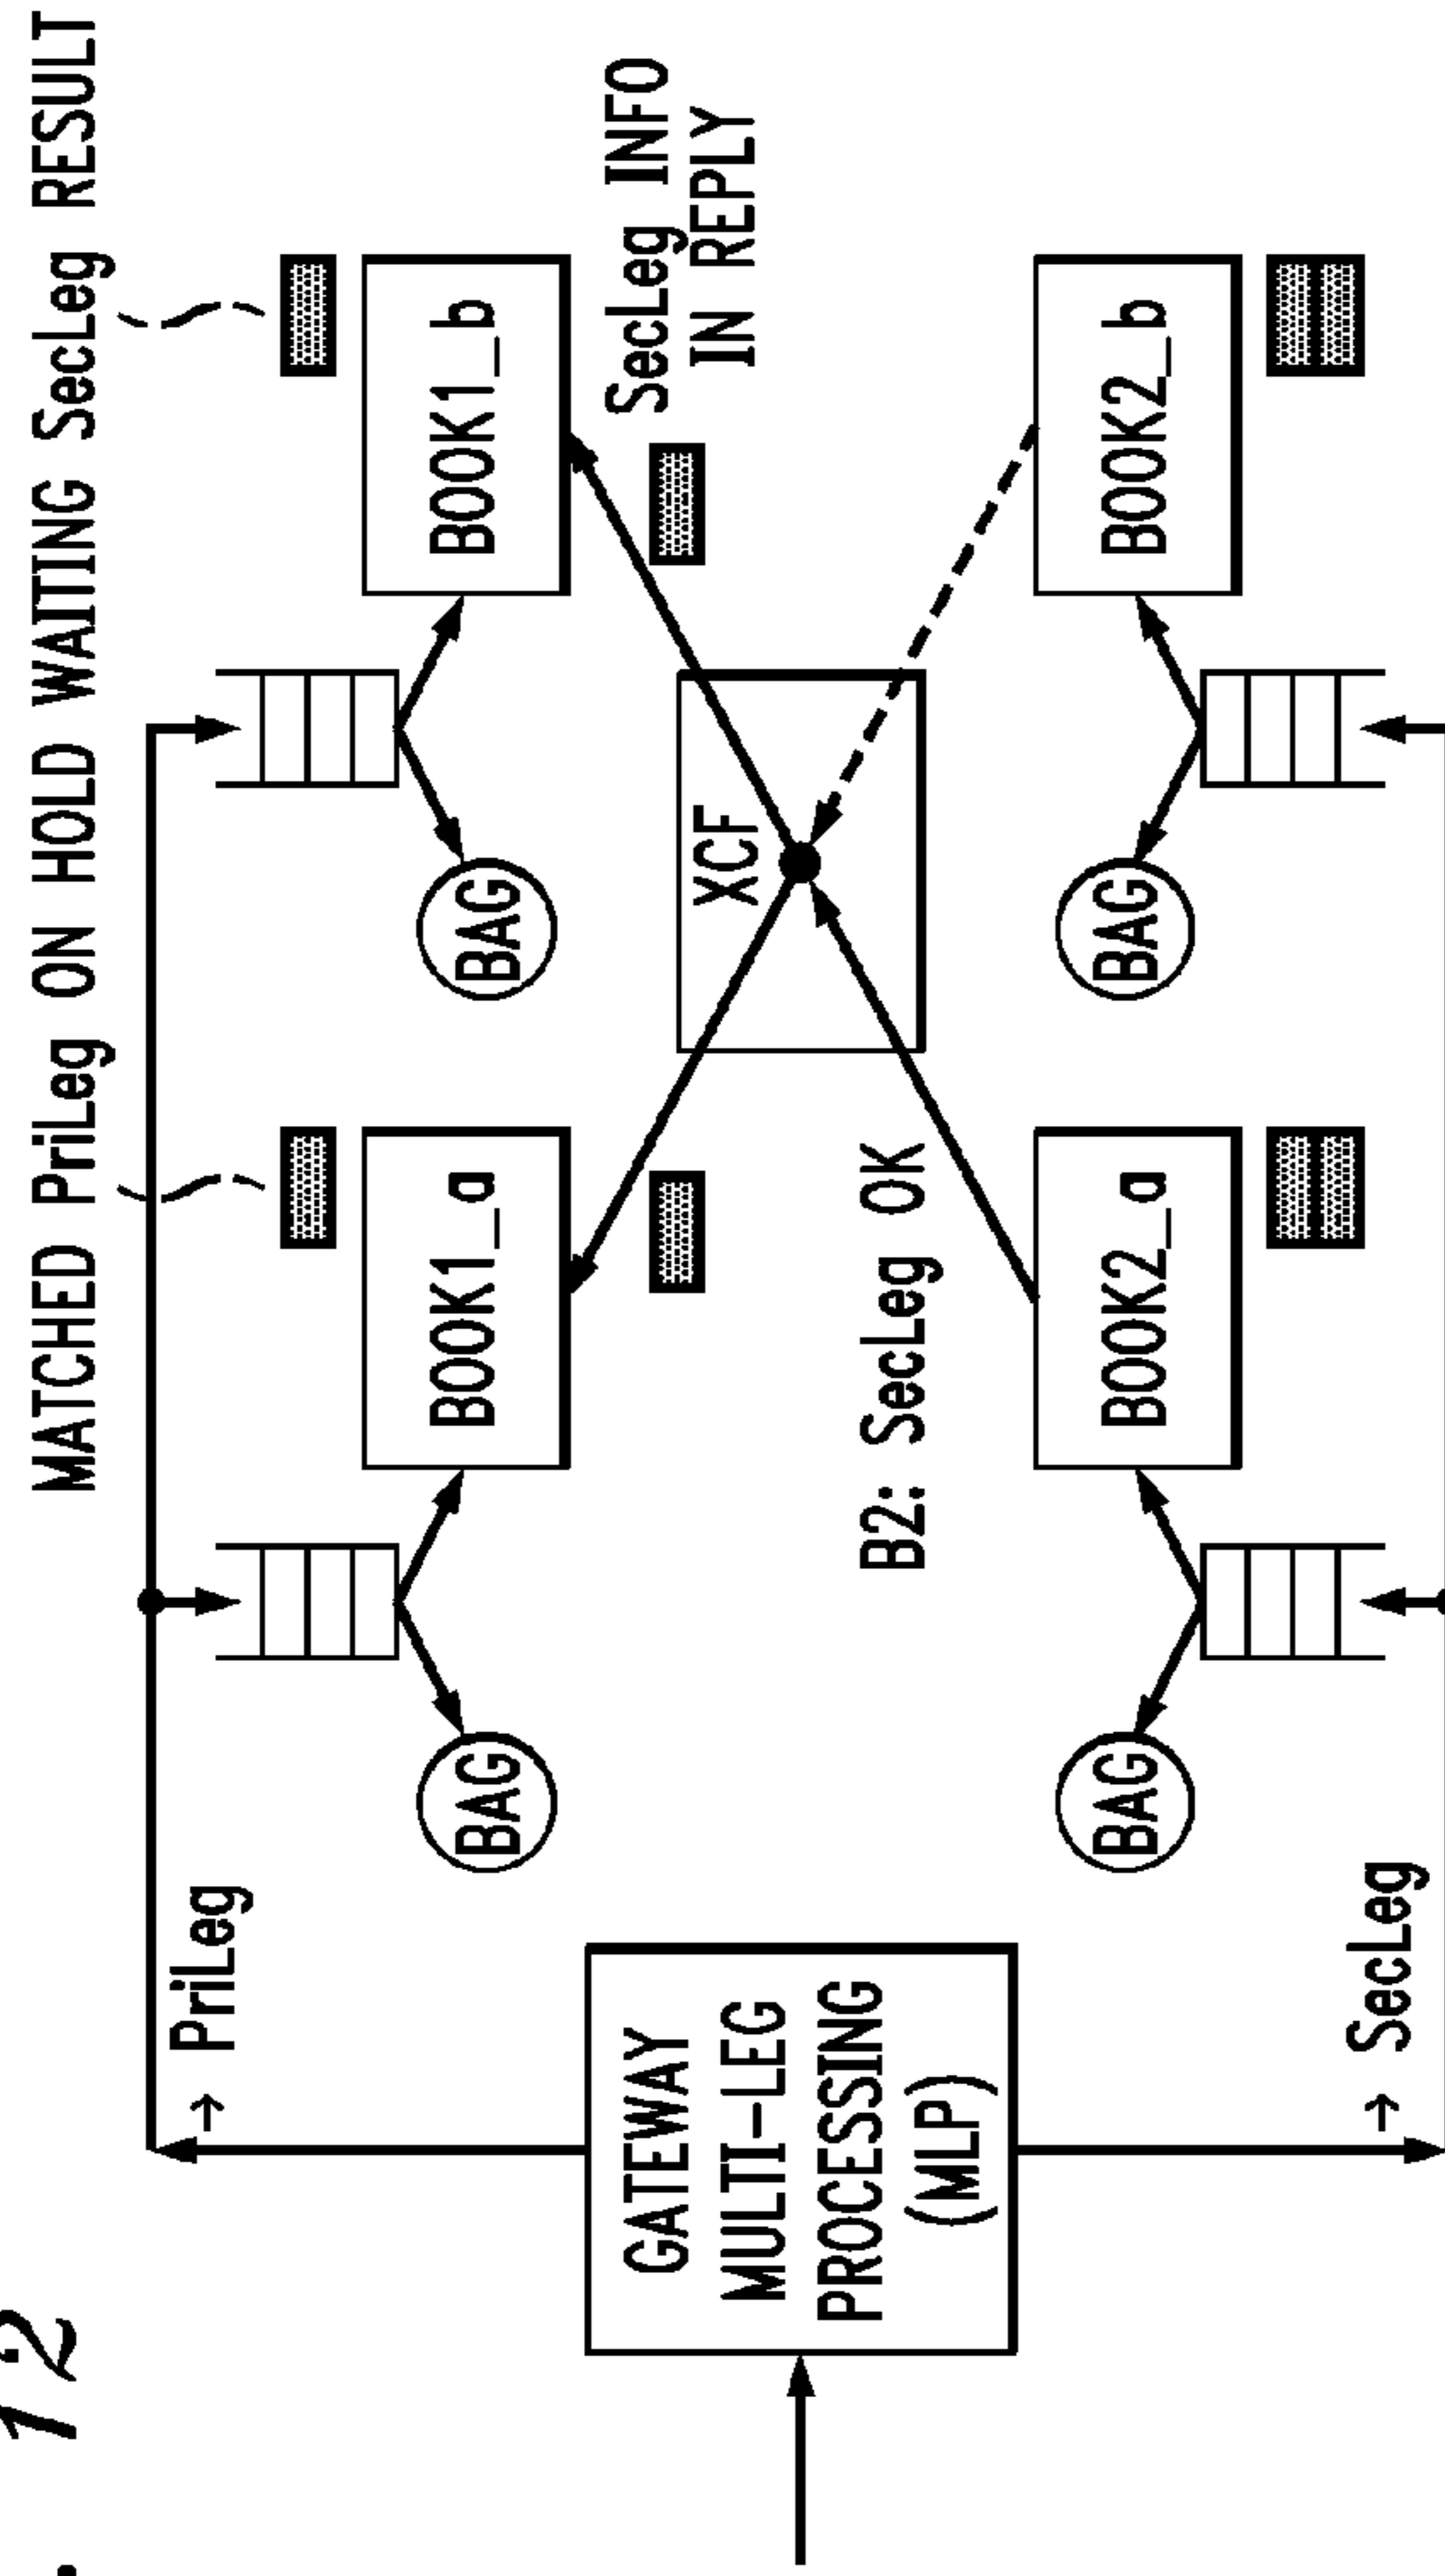 12
MATCHED PriLeg ON HOLD WAITING SecLeg RESULT
→ PriLeg
BOOK1_a
BOOK1_b
BAG
BAG
SecLeg INFO
IN REPLY
GATEWAY
MULTI-LEG
PROCESSING
(MLP)
XCF
B2: SecLeg OK
BAG
BAG
BOOK2_a
BOOK2_b
→ SecLeg